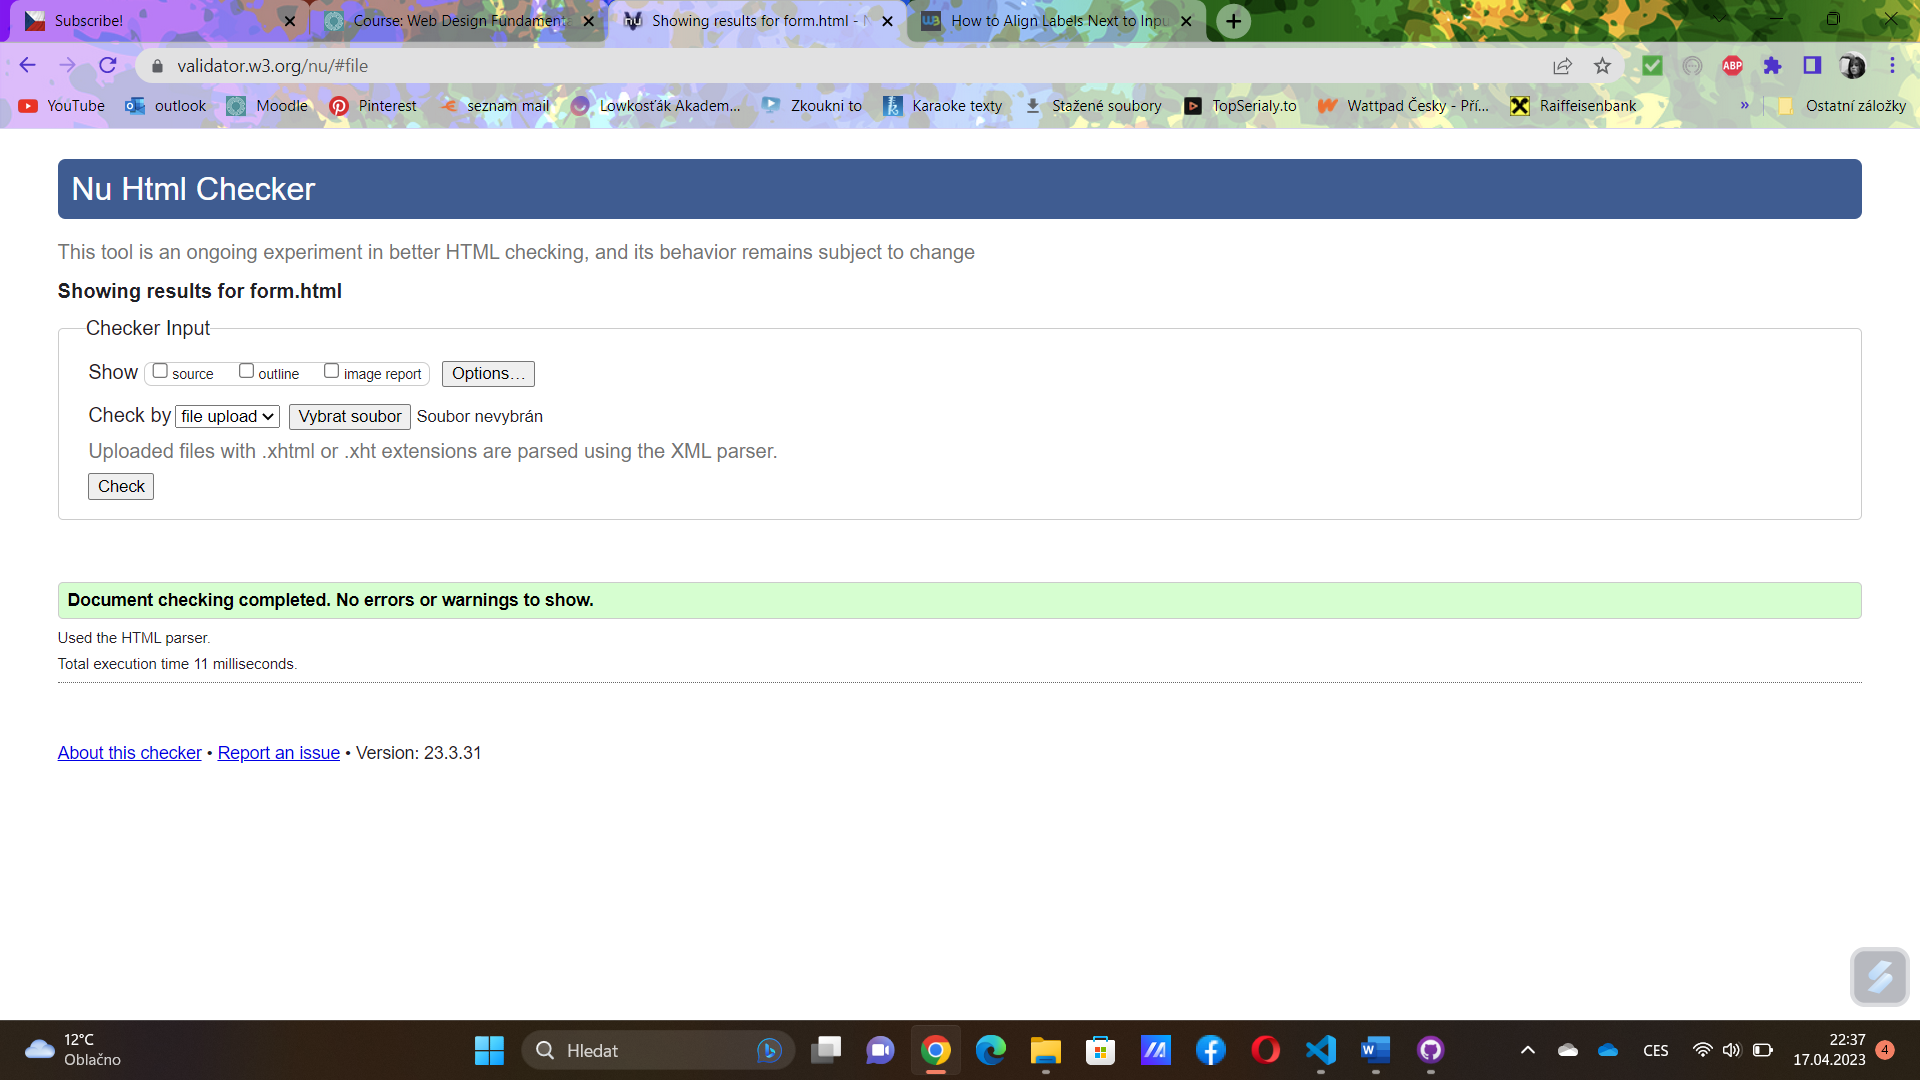 Subscribe!
Course: Web Design Fundament
Showing results for form.html -
How to Align Labels Next to Inpu
validator.w3.org/nu/#file
ABP
YouTube
outlook
Moodle
Pinterest
seznam mail
Lowkosťák Akadem...
Zkoukni to
Karaoke texty
Stažené soubory
TopSerialy.to
Wattpad Česky - Pří...
Raiffeisenbank
»
Ostatní záložky
Nu Html Checker
This tool is an ongoing experiment in better HTML checking, and its behavior remains subject to change
Showing results for form.html
Checker Input
Show source outline image report Options…
Check by file upload Vybrat soubor Soubor nevybrán
Uploaded files with .xhtml or .xht extensions are parsed using the XML parser.
Check
Document checking completed. No errors or warnings to show.
Used the HTML parser.
Total execution time 11 milliseconds.
About this checker • Report an issue • Version: 23.3.31
12°C
Oblačno
Hledat
CES
22:37
17.04.2023
4